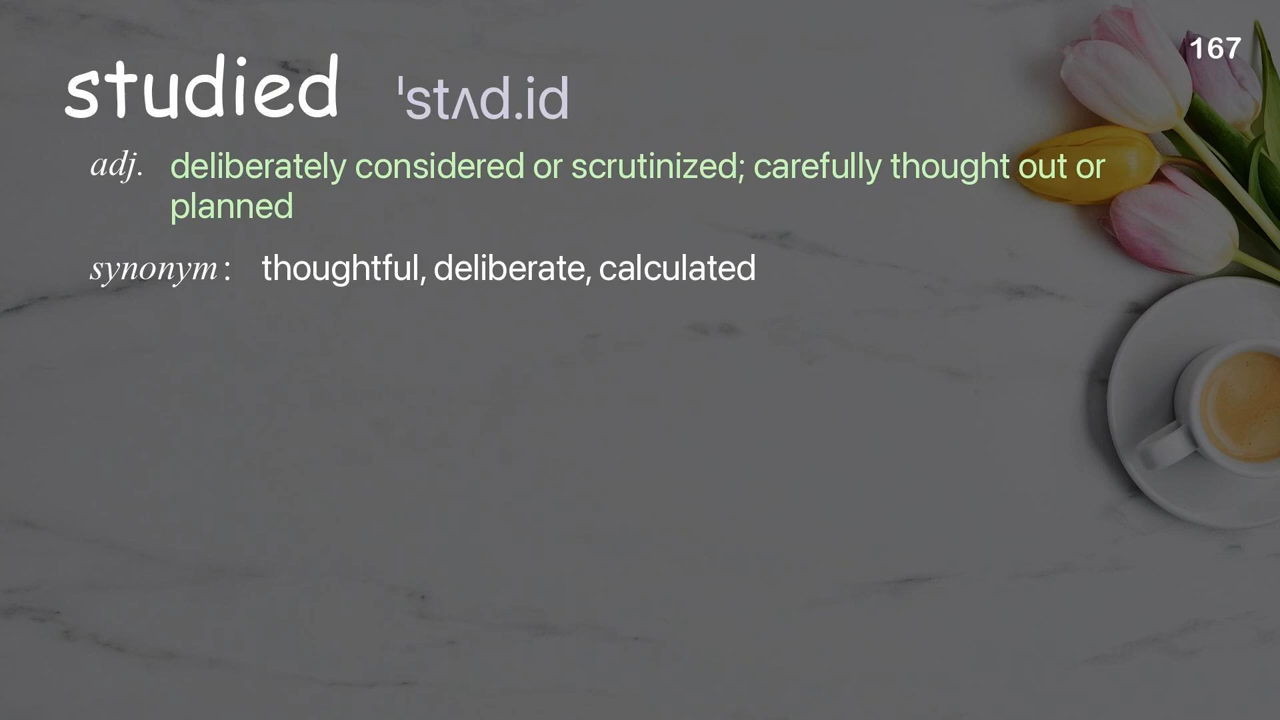 167
studied ˈstʌd.id
adj. deliberately considered or scrutinized; carefully thought out or
planned
synonym: thoughtful, deliberate, calculated